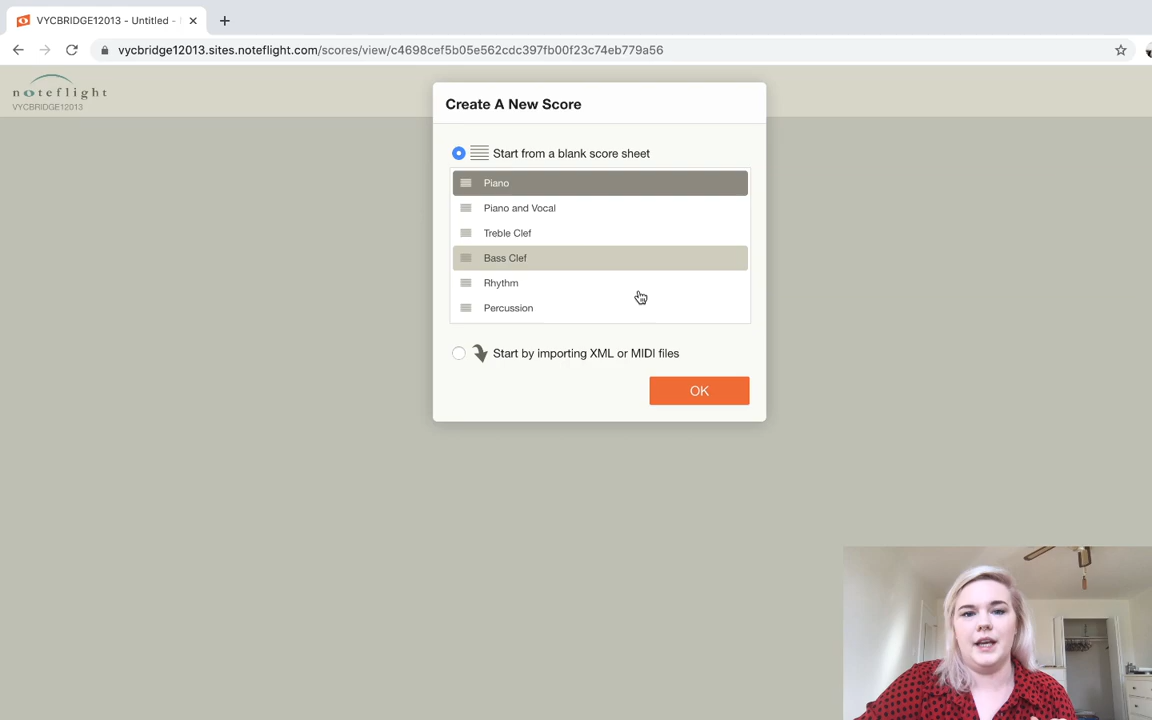 VYCBRIDGE12013 - Untitled -
vycbridge12013.sites.noteflight.com/scores/view/c4698cef5b05e562cdc397fb00f23c74eb779a56
noteflight
VYCBRIDGE12013
Create A New Score
Start from a blank score sheet
Piano
Piano and Vocal
Treble Clef
Bass Clef
Rhythm
Percussion
Start by importing XML or MIDI files
OK